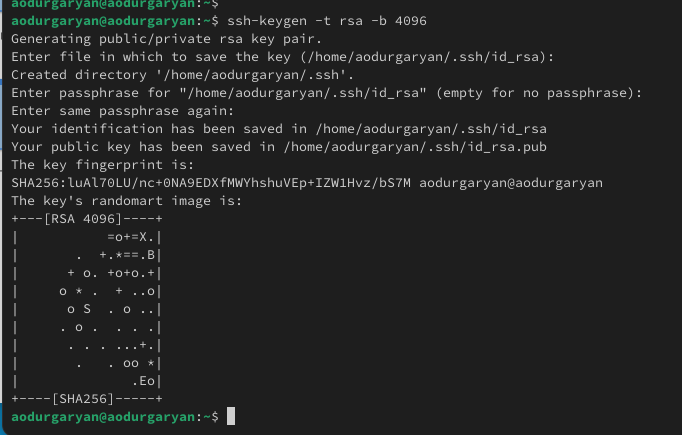 aodurgaryan@aodurgaryan:~$
aodurgaryan@aodurgaryan:~$ ssh-keygen -t rsa -b 4096
Generating public/private rsa key pair.
Enter file in which to save the key (/home/aodurgaryan/.ssh/id_rsa):
Created directory '/home/aodurgaryan/.ssh'.
Enter passphrase for "/home/aodurgaryan/.ssh/id_rsa" (empty for no passphrase):
Enter same passphrase again:
Your identification has been saved in /home/aodurgaryan/.ssh/id_rsa
Your public key has been saved in /home/aodurgaryan/.ssh/id_rsa.pub
The key fingerprint is:
SHA256:luAl70LU/nc+0NA9EDXfMWYhshuVEp+IZW1Hvz/bS7M aodurgaryan@aodurgaryan
The key's randomart image is:
+---[RSA 4096]----+
|           =o+=X.|
|       .  +.*==.B|
|      + o. +o+o.+|
|     o * .  + ..o|
|      o S  . o ..|
|     . o .  . . .|
|      . . . ...+.|
|       .   . oo *|
|              .Eo|
+----[SHA256]-----+
aodurgaryan@aodurgaryan:~$